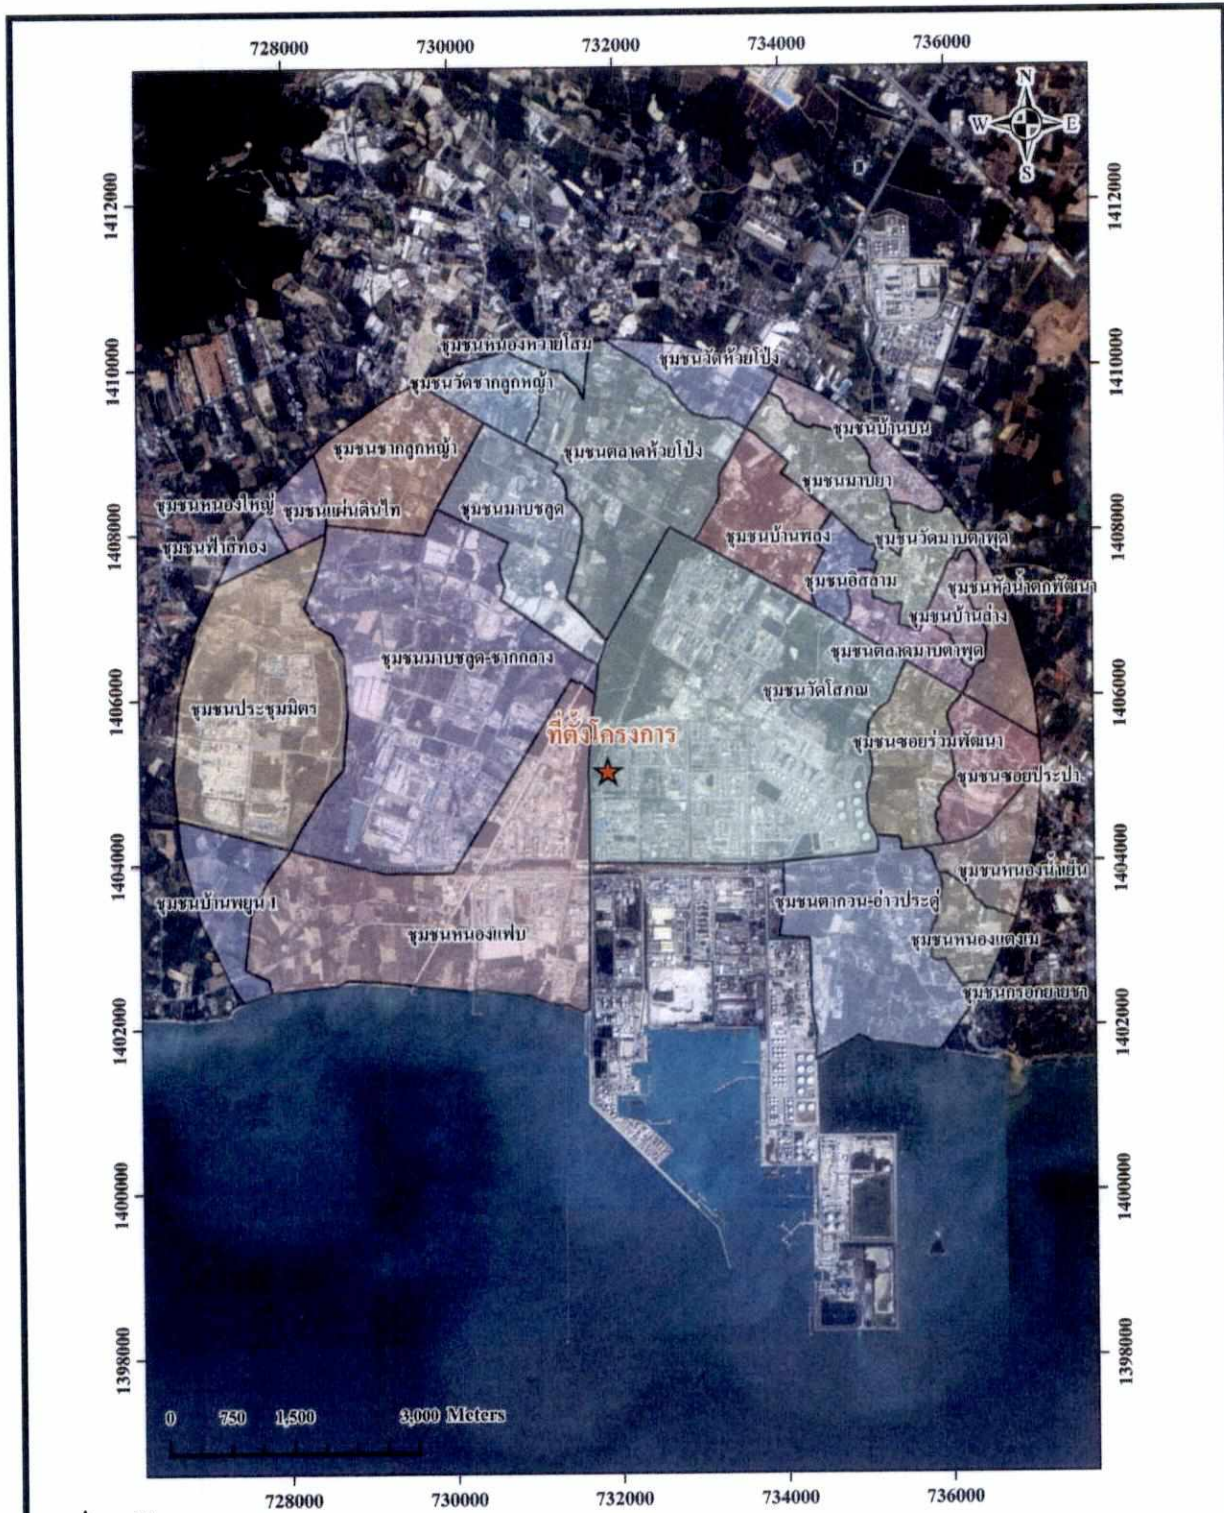 728000 730000 732000 734000 736000
N
W E
S
1412000 1412000
ชุมชนหนองหวายโสม
ชุมชนวัดห้วยโป่ง
1410000 1410000
ชุมชนวัดชากลูกหญ้า
ชุมชนบ้านบน
ชุมชนชากลูกหญ้า
ชุมชนตลาดห้วยโป่ง
ชุมชนมาบยา
ชุมชนหนองใหญ่
ชุมชนแผ่นดินไท
ชุมชนมาบชลูด
1408000 1408000
ชุมชนบ้านพลง
ชุมชนวัดมาบตาพุด
ชุมชนฟ้าสีทอง
ชุมชนอิสลาม
ชุมชนหัวน้ำตกพัฒนา
ชุมชนบ้านล่าง
ชุมชนมาบชลูด-ชากกลาง
ชุมชนตลาดมาบตาพุด
ชุมชนวัดโสภณ
1406000 1406000
ชุมชนประชุมมิตร
ที่ตั้งโครงการ
ชุมชนซอยร่วมพัฒนา
ชุมชนซอยประปา
1404000 1404000
ชุมชนหนองน้ำเย็น
ชุมชนบ้านพยูน 1
ชุมชนตากวน-อ่าวประดู่
ชุมชนหนองแฟบ
ชุมชนหนองแตงเม
ชุมชนกรอกยายชา
1402000 1402000
1400000 1400000
1398000 1398000
0 750 1,500 3,000 Meters
728000 730000 732000 734000 736000